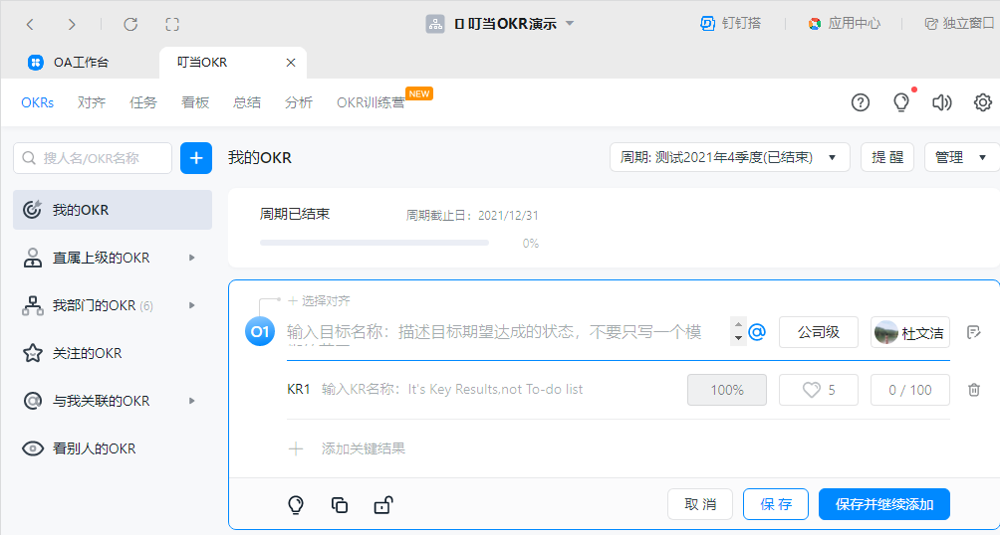 叮当OKR演示
钉钉搭
应用中心
独立窗口
OA工作台
叮当OKR
OKRs
对齐
任务
看板
总结
分析
OKR训练营
NEW
搜人名/OKR名称
我的OKR
周期: 测试2021年4季度(已结束)
提 醒
管理
我的OKR
直属上级的OKR
我部门的OKR (6)
关注的OKR
与我关联的OKR
看别人的OKR
周期已结束
周期截止日：2021/12/31
0%
选择对齐
O1
输入目标名称：描述目标期望达成的状态，不要只写一个模
公司级
杜文洁
KR1 输入KR名称：It's Key Results,not To-do list
100%
5
0 / 100
添加关键结果
取 消
保 存
保存并继续添加